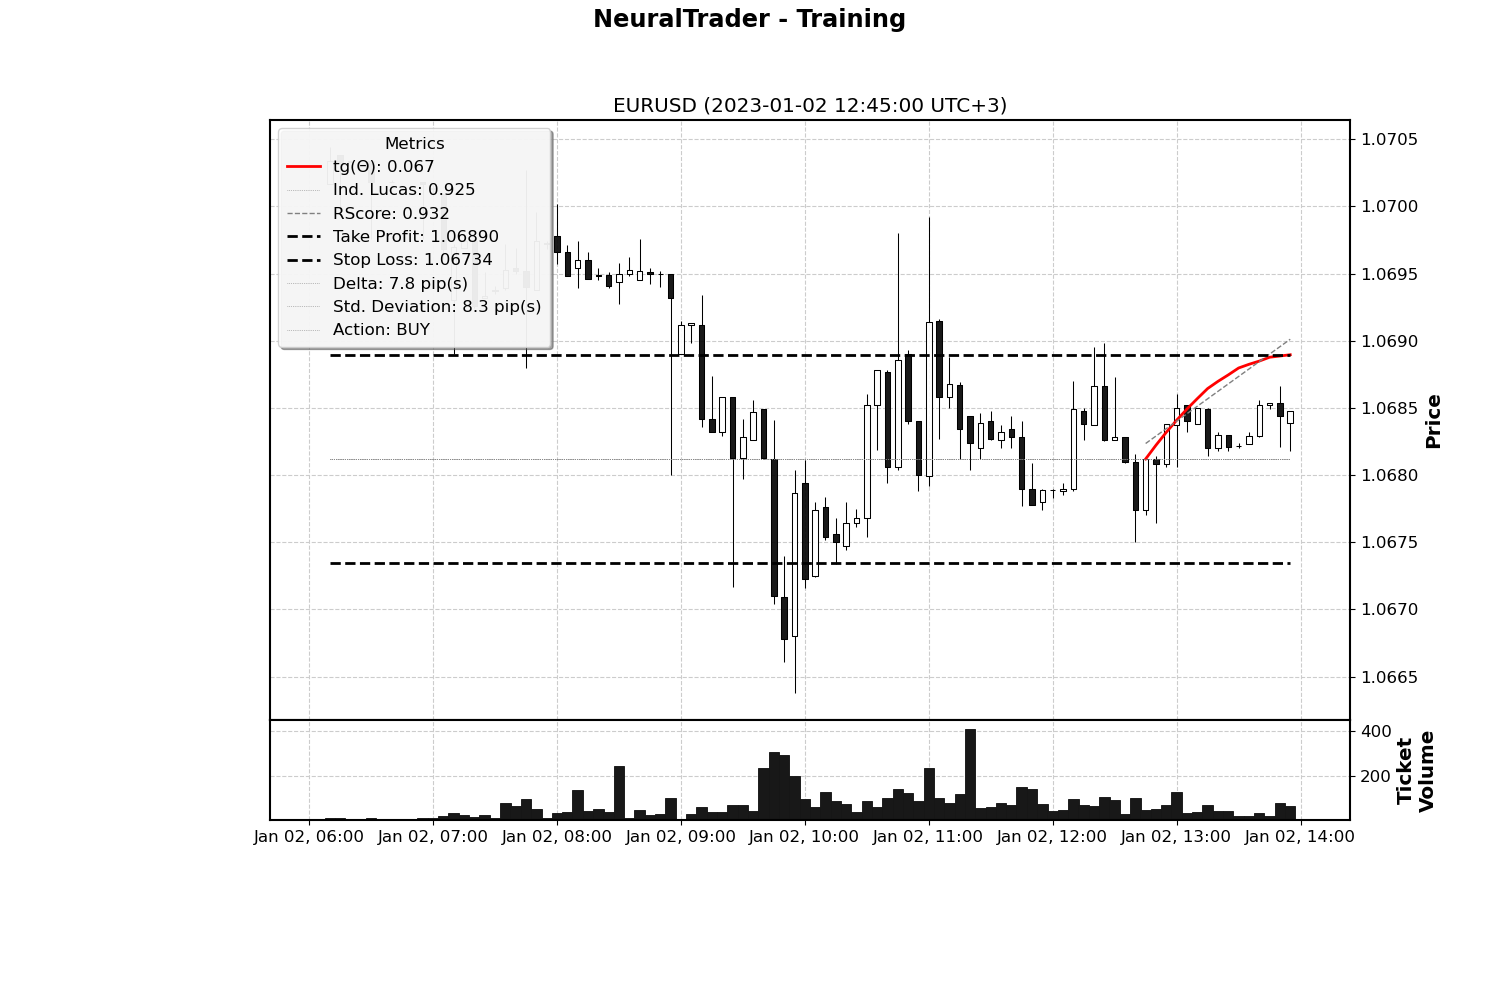 NeuralTrader - Training
EURUSD (2023-01-02 12:45:00 UTC+3)
Metrics
tg(Θ): 0.067
Ind. Lucas: 0.925
RScore: 0.932
Take Profit: 1.06890
Stop Loss: 1.06734
Delta: 7.8 pip(s)
Std. Deviation: 8.3 pip(s)
Action: BUY
1.0705
1.0700
1.0695
1.0690
1.0685
1.0680
1.0675
1.0670
1.0665
Price
400
200
Ticket
Volume
Jan 02, 06:00
Jan 02, 07:00
Jan 02, 08:00
Jan 02, 09:00
Jan 02, 10:00
Jan 02, 11:00
Jan 02, 12:00
Jan 02, 13:00
Jan 02, 14:00